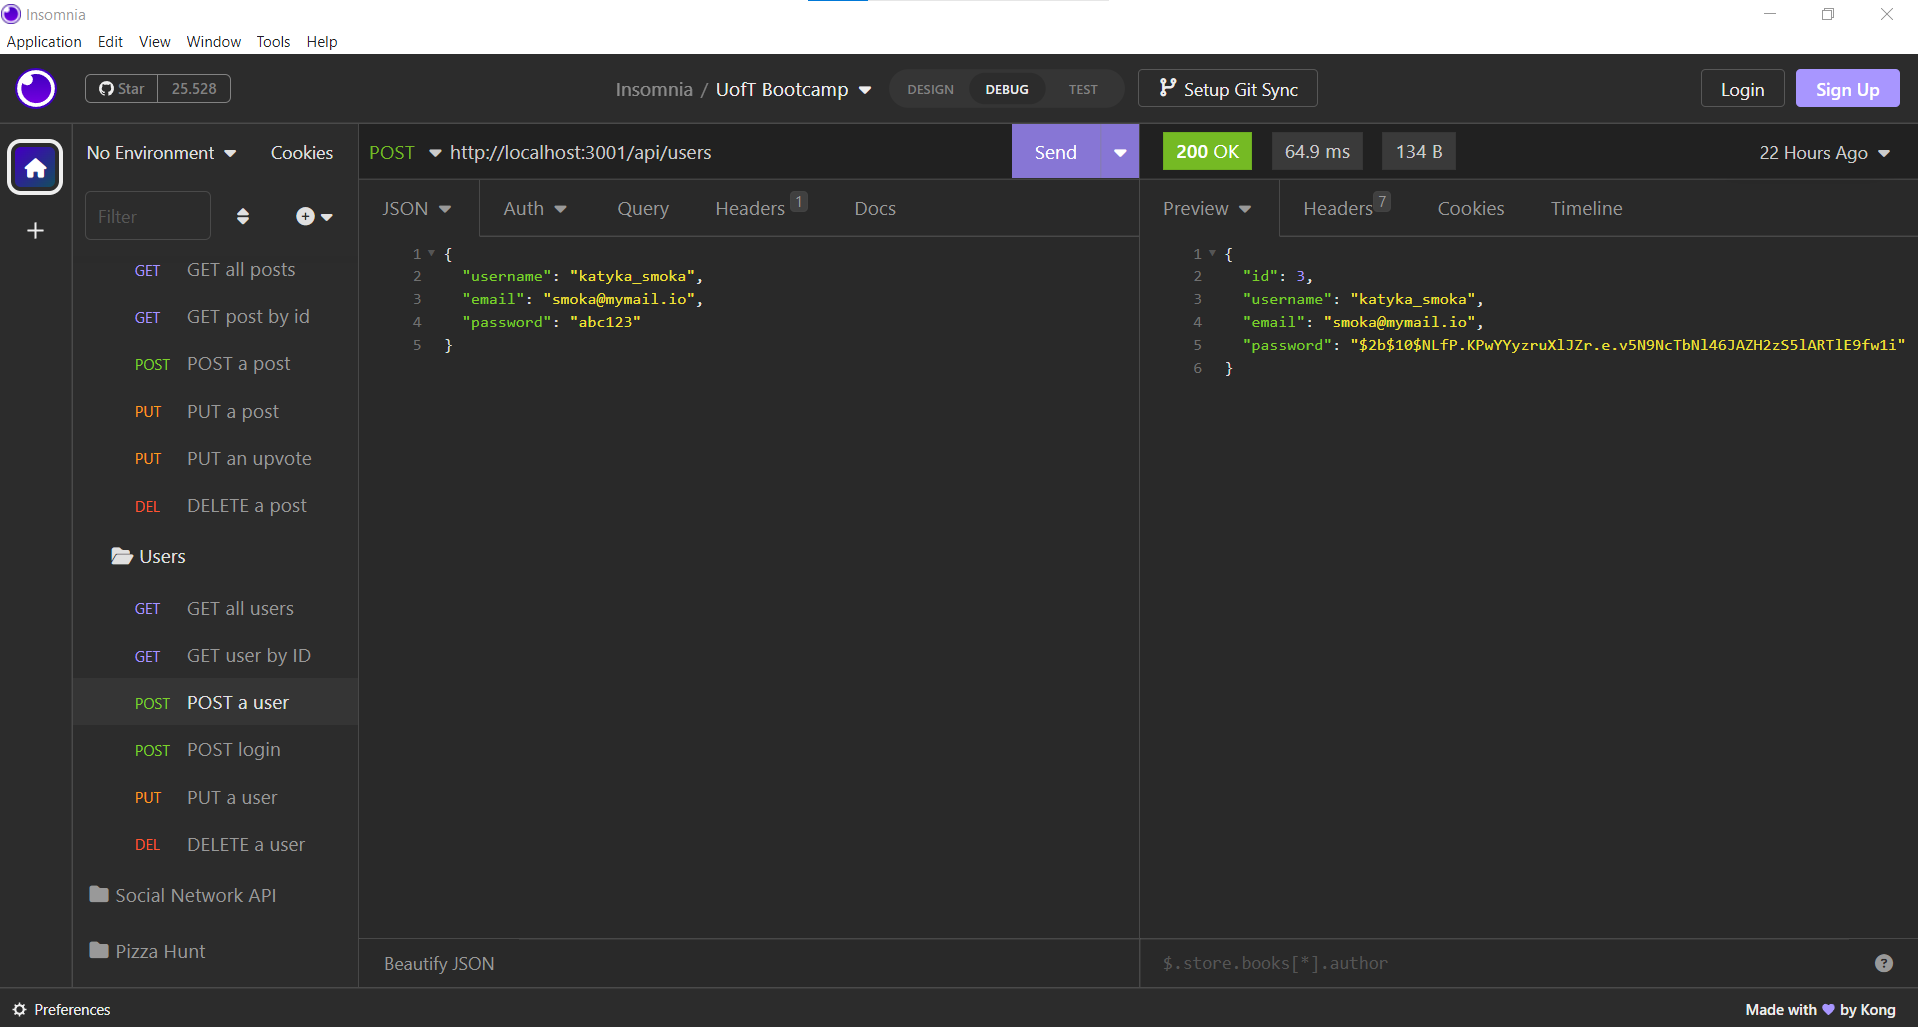 Insomnia
Application Edit View Window Tools Help
Star 25.528
Insomnia / UofT Bootcamp
DESIGN DEBUG TEST
Setup Git Sync
Login Sign Up
No Environment Cookies
POST http://localhost:3001/api/users
Send
200 OK 64.9 ms 134 B
22 Hours Ago
Filter
JSON Auth Query Headers 1 Docs
Preview Headers 7 Cookies Timeline
GET GET all posts
GET GET post by id
POST POST a post
PUT PUT a post
PUT PUT an upvote
DEL DELETE a post
Users
GET GET all users
GET GET user by ID
POST POST a user
POST POST login
PUT PUT a user
DEL DELETE a user
Social Network API
Pizza Hunt
1 {
2 "username": "katyka_smoka",
3 "email": "smoka@mymail.io",
4 "password": "abc123"
5 }
1 {
2 "id": 3,
3 "username": "katyka_smoka",
4 "email": "smoka@mymail.io",
5 "password": "$2b$10$NLfP.KPwYYyzruXlJZr.e.v5N9NcTbNl46JAZH2zS5lARTlE9fw1i"
6 }
Beautify JSON
$.store.books[*].author
Preferences
Made with by Kong